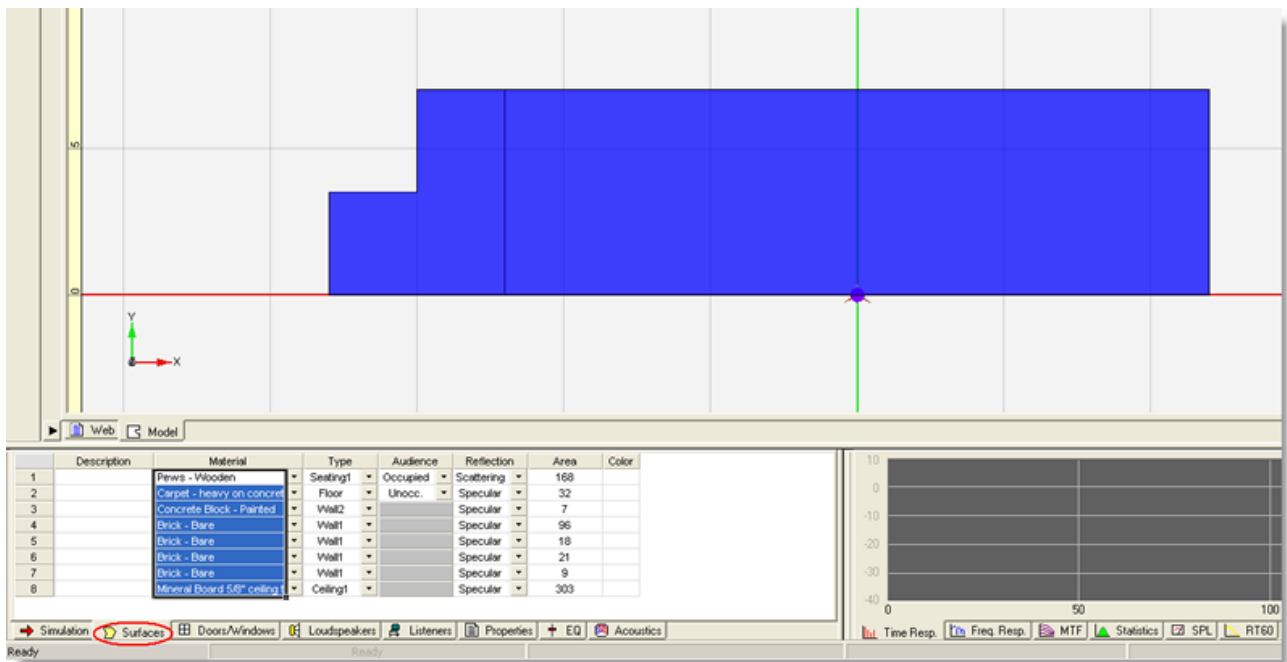 5
0
Y
X
Web Model
Description Material Type Audience Reflection Area Color
1 Pews - Wooden Seating1 Occupied Scattering 168
2 Carpet - heavy on concret Floor Unocc. Specular 32
3 Concrete Block - Painted Wall2 Specular 7
4 Brick - Bare Wall1 Specular 96
5 Brick - Bare Wall1 Specular 18
6 Brick - Bare Wall1 Specular 21
7 Brick - Bare Wall1 Specular 9
8 Mineral Board 5/8" ceiling Ceiling1 Specular 303
10
0
-10
-20
-30
-40
0 50 100
Simulation Surfaces Doors/Windows Loudspeakers Listeners Properties EQ Acoustics
Time Resp. Freq. Resp. MTF Statistics SPL RT60
Ready Ready